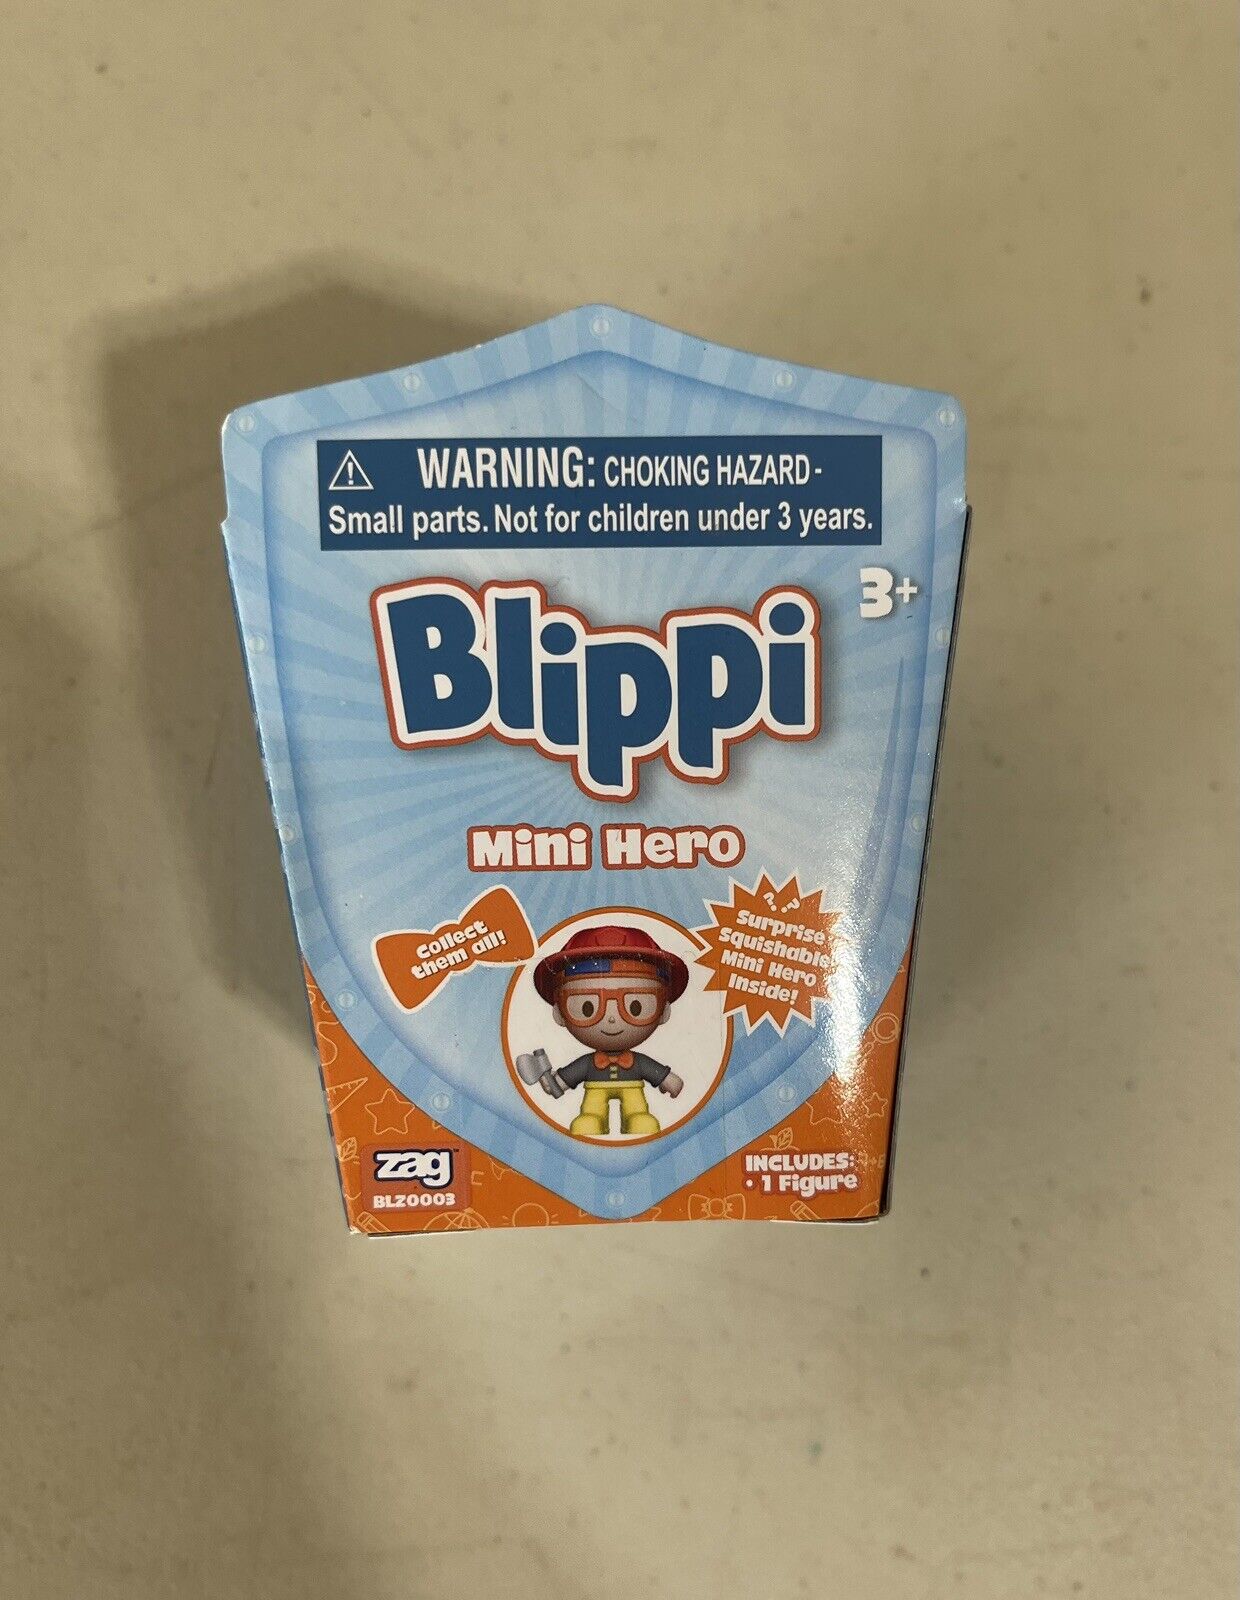 WARNING: CHOKING HAZARD -
Small parts. Not for children under 3 years.
3+
Blippi
Mini Hero
Collect
them all!
? ? ?
Surprise
Squishable
Mini Hero
Inside!
zag™
BLZ0003
INCLUDES:
• 1 Figure